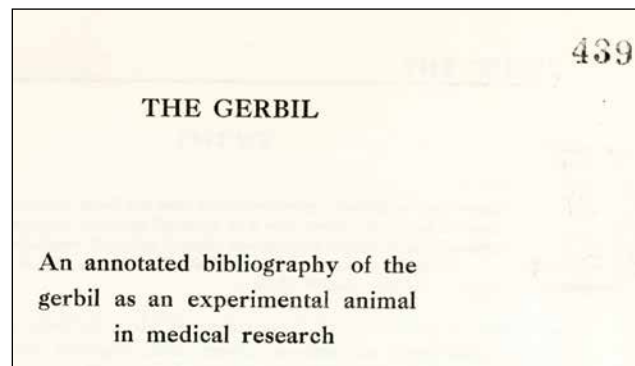 439
THE GERBIL
An annotated bibliography of the
gerbil as an experimental animal
in medical research